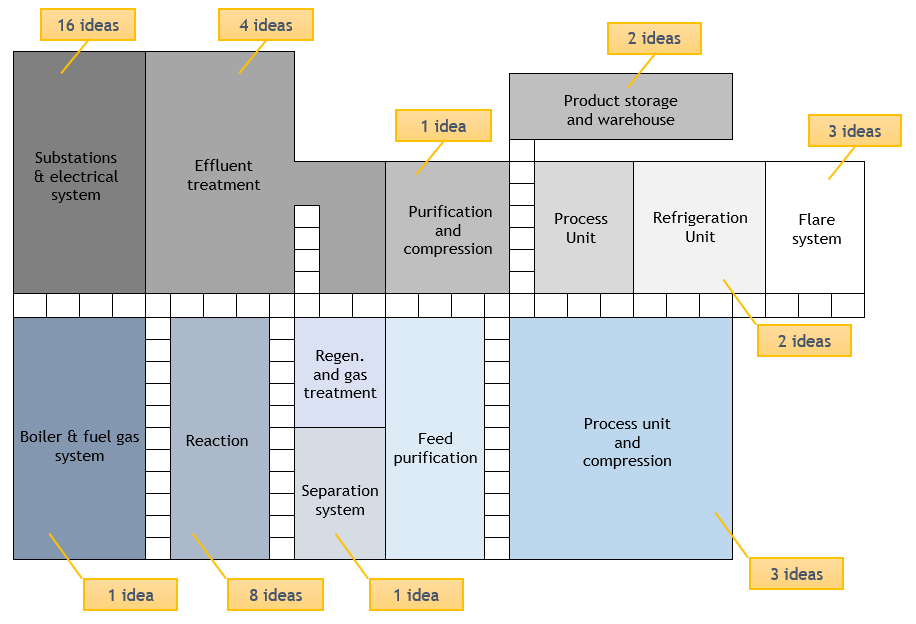 16 ideas
4 ideas
2 ideas
1 idea
3 ideas
Product storage
and warehouse
Substations
& electrical
system
Effluent
treatment
Purification
and
compression
Process
Unit
Refrigeration
Unit
Flare
system
2 ideas
Boiler & fuel gas
system
Reaction
Regen.
and gas
treatment
Separation
system
Feed
purification
Process unit
and
compression
1 idea
8 ideas
1 idea
3 ideas